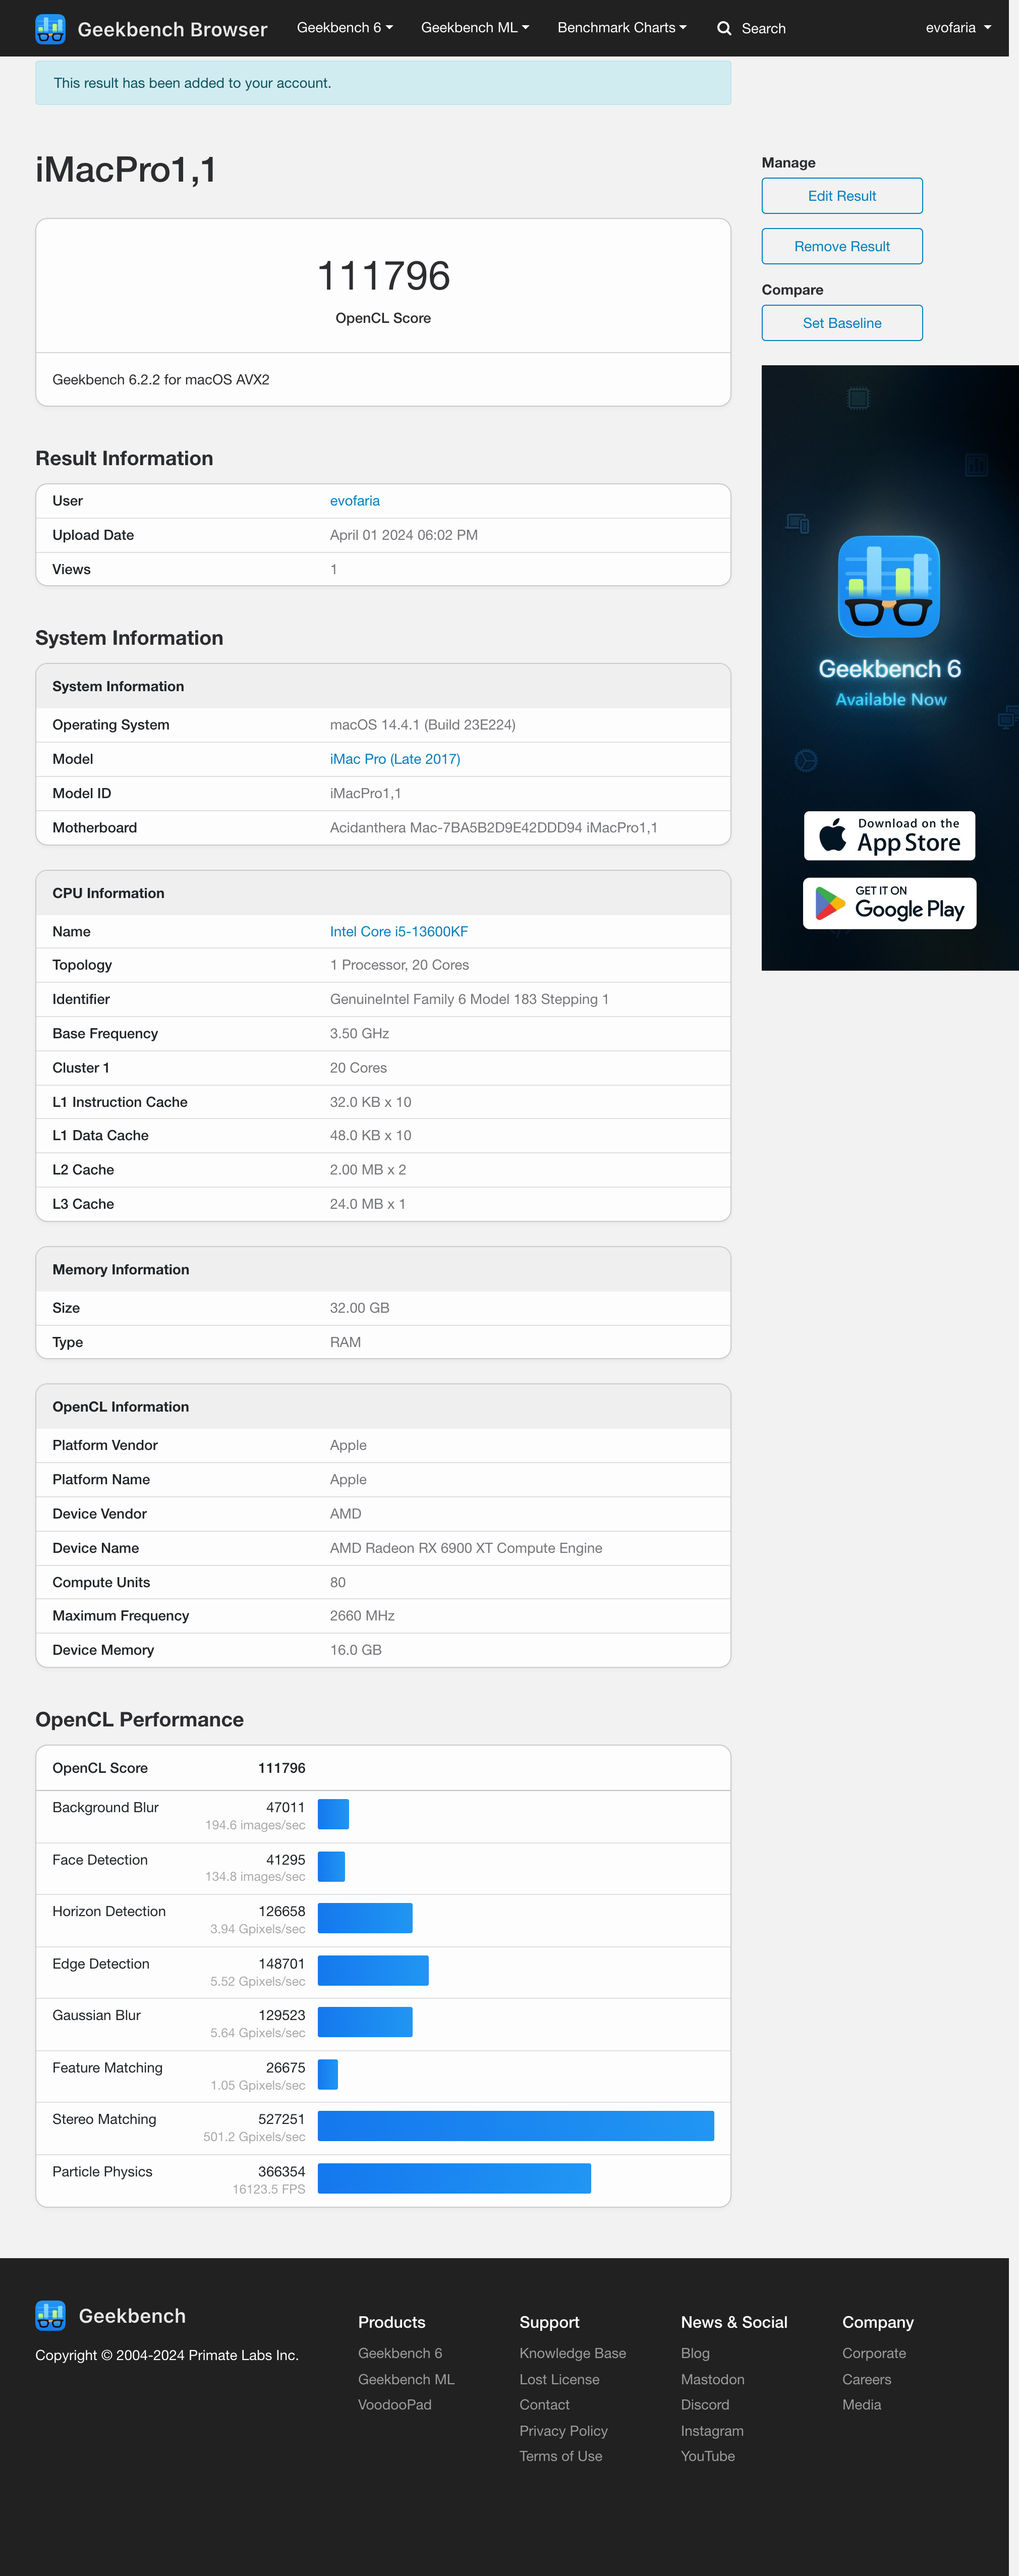 Geekbench Browser Geekbench 6 Geekbench ML Benchmark Charts Search evofaria
This result has been added to your account.
iMacPro1,1
111796
OpenCL Score
Geekbench 6.2.2 for macOS AVX2
Manage
Edit Result
Remove Result
Compare
Set Baseline
Geekbench 6
Available Now
Download on the
App Store
GET IT ON
Google Play
Result Information
User evofaria
Upload Date April 01 2024 06:02 PM
Views 1
System Information
System Information
Operating System macOS 14.4.1 (Build 23E224)
Model iMac Pro (Late 2017)
Model ID iMacPro1,1
Motherboard Acidanthera Mac-7BA5B2D9E42DDD94 iMacPro1,1
CPU Information
Name Intel Core i5-13600KF
Topology 1 Processor, 20 Cores
Identifier GenuineIntel Family 6 Model 183 Stepping 1
Base Frequency 3.50 GHz
Cluster 1 20 Cores
L1 Instruction Cache 32.0 KB x 10
L1 Data Cache 48.0 KB x 10
L2 Cache 2.00 MB x 2
L3 Cache 24.0 MB x 1
Memory Information
Size 32.00 GB
Type RAM
OpenCL Information
Platform Vendor Apple
Platform Name Apple
Device Vendor AMD
Device Name AMD Radeon RX 6900 XT Compute Engine
Compute Units 80
Maximum Frequency 2660 MHz
Device Memory 16.0 GB
OpenCL Performance
OpenCL Score 111796
Background Blur 47011
194.6 images/sec
Face Detection 41295
134.8 images/sec
Horizon Detection 126658
3.94 Gpixels/sec
Edge Detection 148701
5.52 Gpixels/sec
Gaussian Blur 129523
5.64 Gpixels/sec
Feature Matching 26675
1.05 Gpixels/sec
Stereo Matching 527251
501.2 Gpixels/sec
Particle Physics 366354
16123.5 FPS
Geekbench
Copyright © 2004-2024 Primate Labs Inc.
Products
Geekbench 6
Geekbench ML
VoodooPad
Support
Knowledge Base
Lost License
Contact
Privacy Policy
Terms of Use
News & Social
Blog
Mastodon
Discord
Instagram
YouTube
Company
Corporate
Careers
Media